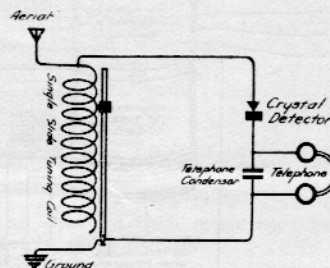 Aerial
Single Slide Tuning Coil
Crystal
Detector
Telephone
Condenser
Telephone
Ground